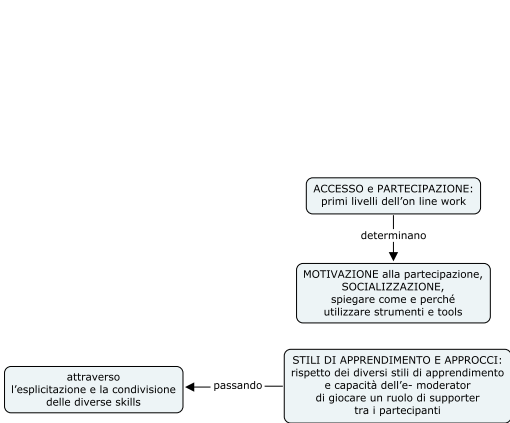 ACCESSO e PARTECIPAZIONE:
primi livelli dell'on line work
determinano
MOTIVAZIONE alla partecipazione,
SOCIALIZZAZIONE,
spiegare come e perché
utilizzare strumenti e tools
STILI DI APPRENDIMENTO E APPROCCI:
rispetto dei diversi stili di apprendimento
e capacità dell'e- moderator
di giocare un ruolo di supporter
tra i partecipanti
passando
attraverso
l'esplicitazione e la condivisione
delle diverse skills